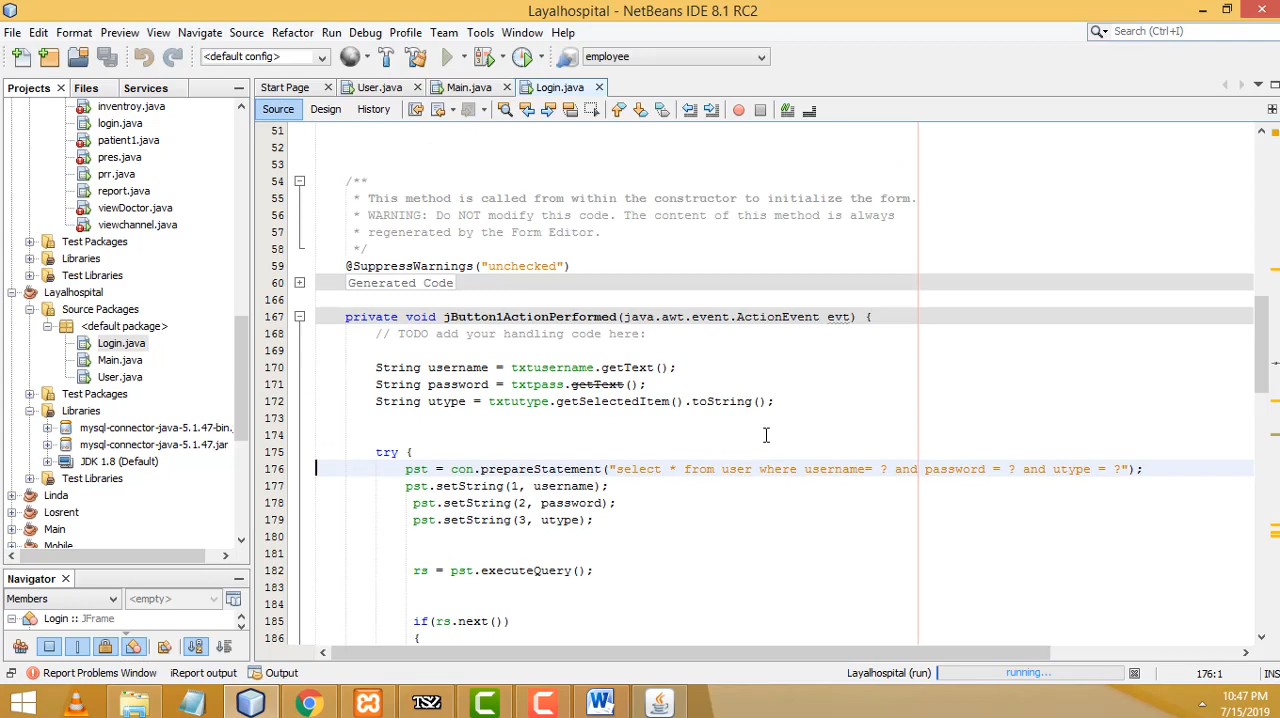 Layalhospital - NetBeans IDE 8.1 RC2
File Edit Format Preview View Navigate Source Refactor Run Debug Profile Team Tools Window Help
Search (Ctrl+I)
<default config>
employee
Projects Files Services
Start Page User.java Main.java Login.java
Source Design History
inventroy.java
login.java
patient1.java
pres.java
prr.java
report.java
viewDoctor.java
viewchannel.java
Test Packages
Libraries
Test Libraries
Layalhospital
Source Packages
<default package>
Login.java
Main.java
User.java
Test Packages
Libraries
mysql-connector-java-5.1.47-bin.
mysql-connector-java-5.1.47.jar
JDK 1.8 (Default)
Test Libraries
Linda
Losrent
Main
Mobile
Navigator
Members <empty>
Login :: JFrame
51
52
53
54 /**
55 * This method is called from within the constructor to initialize the form.
56 * WARNING: Do NOT modify this code. The content of this method is always
57 * regenerated by the Form Editor.
58 */
59 @SuppressWarnings("unchecked")
60 Generated Code
166
167 private void jButton1ActionPerformed(java.awt.event.ActionEvent evt) {
168 // TODO add your handling code here:
169
170 String username = txtusername.getText();
171 String password = txtpass.getText();
172 String utype = txtutype.getSelectedItem().toString();
173
174
175 try {
176 pst = con.prepareStatement("select * from user where username= ? and password = ? and utype = ?");
177 pst.setString(1, username);
178 pst.setString(2, password);
179 pst.setString(3, utype);
180
181
182 rs = pst.executeQuery();
183
184
185 if(rs.next())
186 {
Report Problems Window iReport output Output
Layalhospital (run) running... 176:1 INS
10:47 PM
7/15/2019